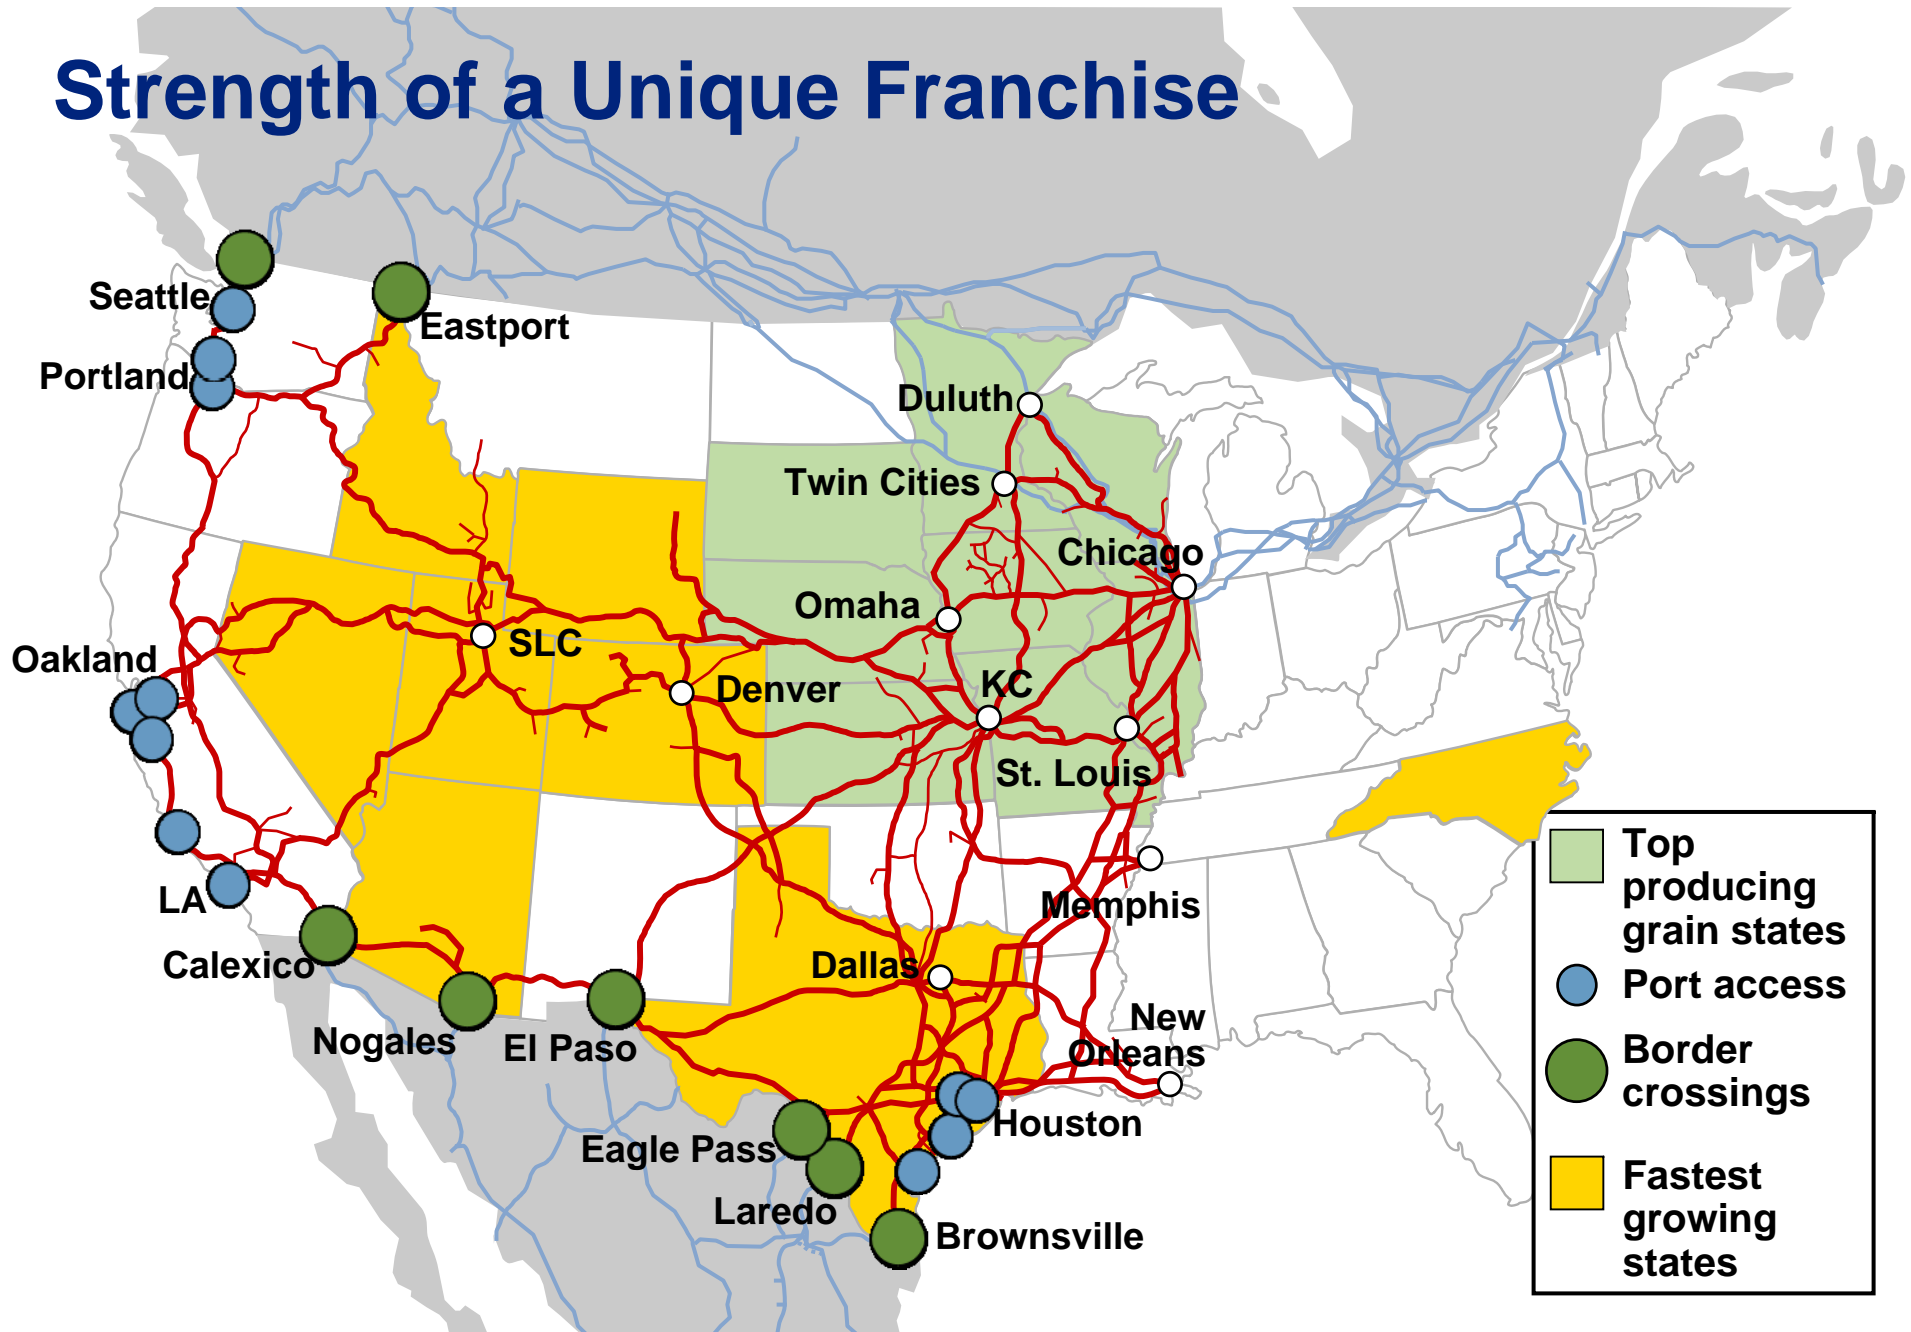 Strength of a Unique Franchise
Seattle
Eastport
Portland
Duluth
Twin Cities
Chicago
Omaha
SLC
Oakland
KC
Denver
St. Louis
LA
Memphis
Calexico
Dallas
Nogales
El Paso
New
Orleans
Houston
Eagle Pass
Laredo
Brownsville
Top
producing
grain states
Port access
Border
crossings
Fastest
growing
states